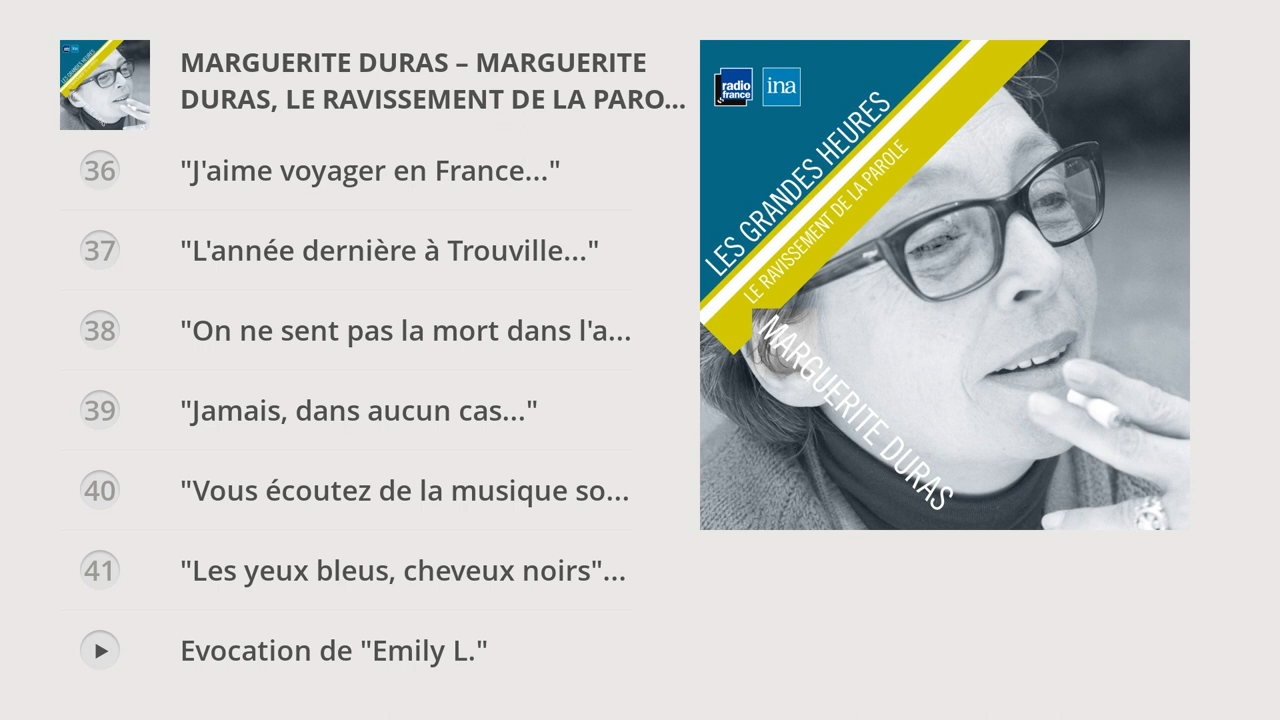 MARGUERITE DURAS – MARGUERITE
DURAS, LE RAVISSEMENT DE LA PARO...
36 "J'aime voyager en France..."
37 "L'année dernière à Trouville..."
38 "On ne sent pas la mort dans l'a...
39 "Jamais, dans aucun cas..."
40 "Vous écoutez de la musique so...
41 "Les yeux bleus, cheveux noirs"...
Evocation de "Emily L."
radio
france
ina
LES GRANDES HEURES
LE RAVISSEMENT DE LA PAROLE
MARGUERITE DURAS